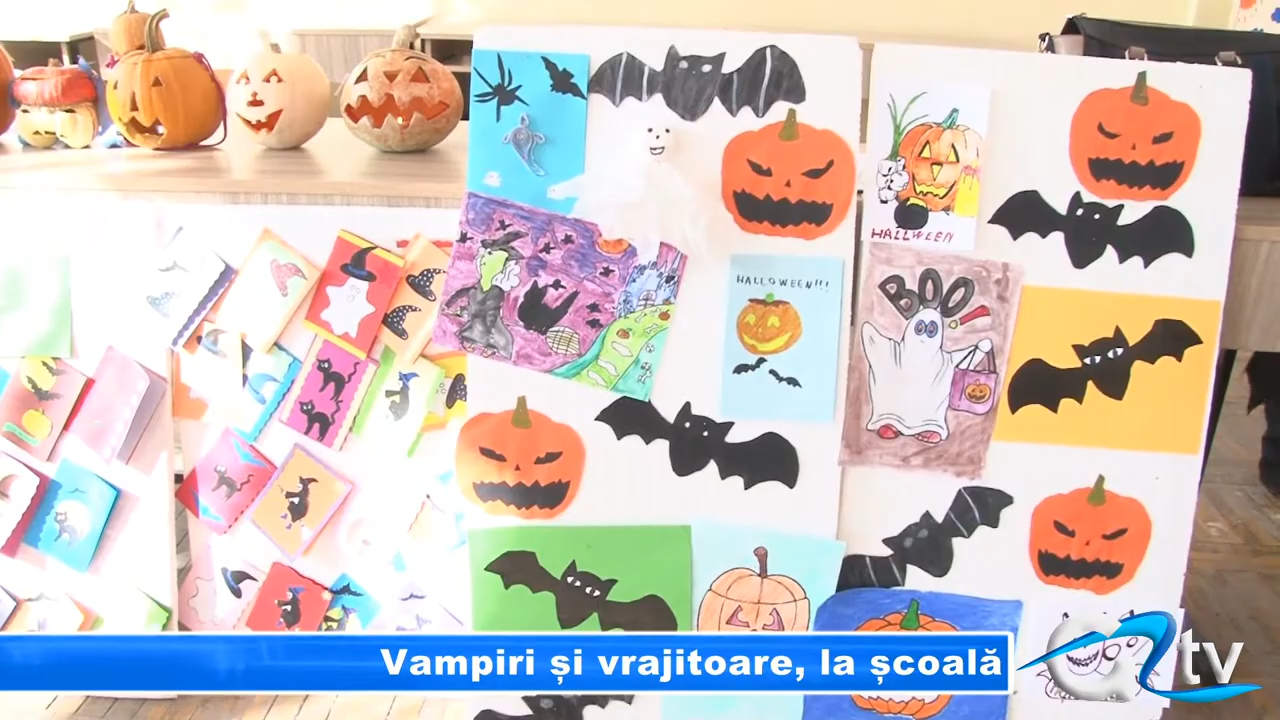 HALLWEEN
HALLOWEEN!!!
BOO!
Vampiri și vrajitoare, la școală
tv